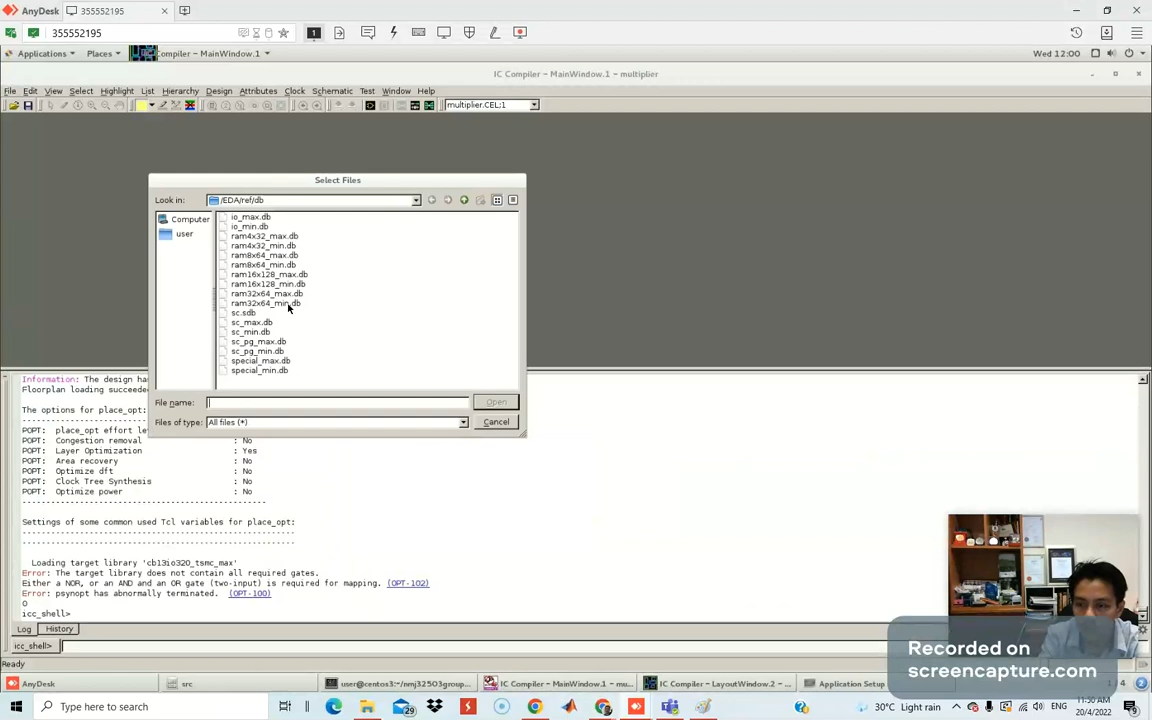 AnyDesk
355552195
355552195
1
Applications
Places
Compiler - MainWindow.1
Wed 12:00
IC Compiler - MainWindow.1 - multiplier
File Edit View Select Highlight List Hierarchy Design Attributes Clock Schematic Test Window Help
multiplier.CEL;1
Select Files
Look in: /EDA/ref/db
Computer
user
io_max.db
io_min.db
ram4x32_max.db
ram4x32_min.db
ram8x64_max.db
ram8x64_min.db
ram16x128_max.db
ram16x128_min.db
ram32x64_max.db
ram32x64_min.db
sc.sdb
sc_max.db
sc_min.db
sc_pg_max.db
sc_pg_min.db
special_max.db
special_min.db
File name:
Open
Files of type: All files (*)
Cancel
Information: The design has
Floorplan loading succeede
The options for place_opt:
POPT: place_opt effort le
POPT: Congestion removal : No
POPT: Layer Optimization : Yes
POPT: Area recovery : No
POPT: Optimize dft : No
POPT: Clock Tree Synthesis : No
POPT: Optimize power : No
Settings of some common used Tcl variables for place_opt:
Loading target library 'cb13io320_tsmc_max'
Error: The target library does not contain all required gates.
Either a NOR, or an AND and an OR gate (two-input) is required for mapping. (OPT-102)
Error: psynopt has abnormally terminated. (OPT-100)
0
icc_shell>
Log History
icc_shell>
Ready
Recorded on
screencapture.com
AnyDesk
src
user@centos3:~/nmj32503group...
IC Compiler - MainWindow.1 - mu...
IC Compiler - LayoutWindow.2 - ...
Application Setup
1 / 4
Type here to search
29
30°C Light rain
ENG
11:30 AM
20/4/2022
9